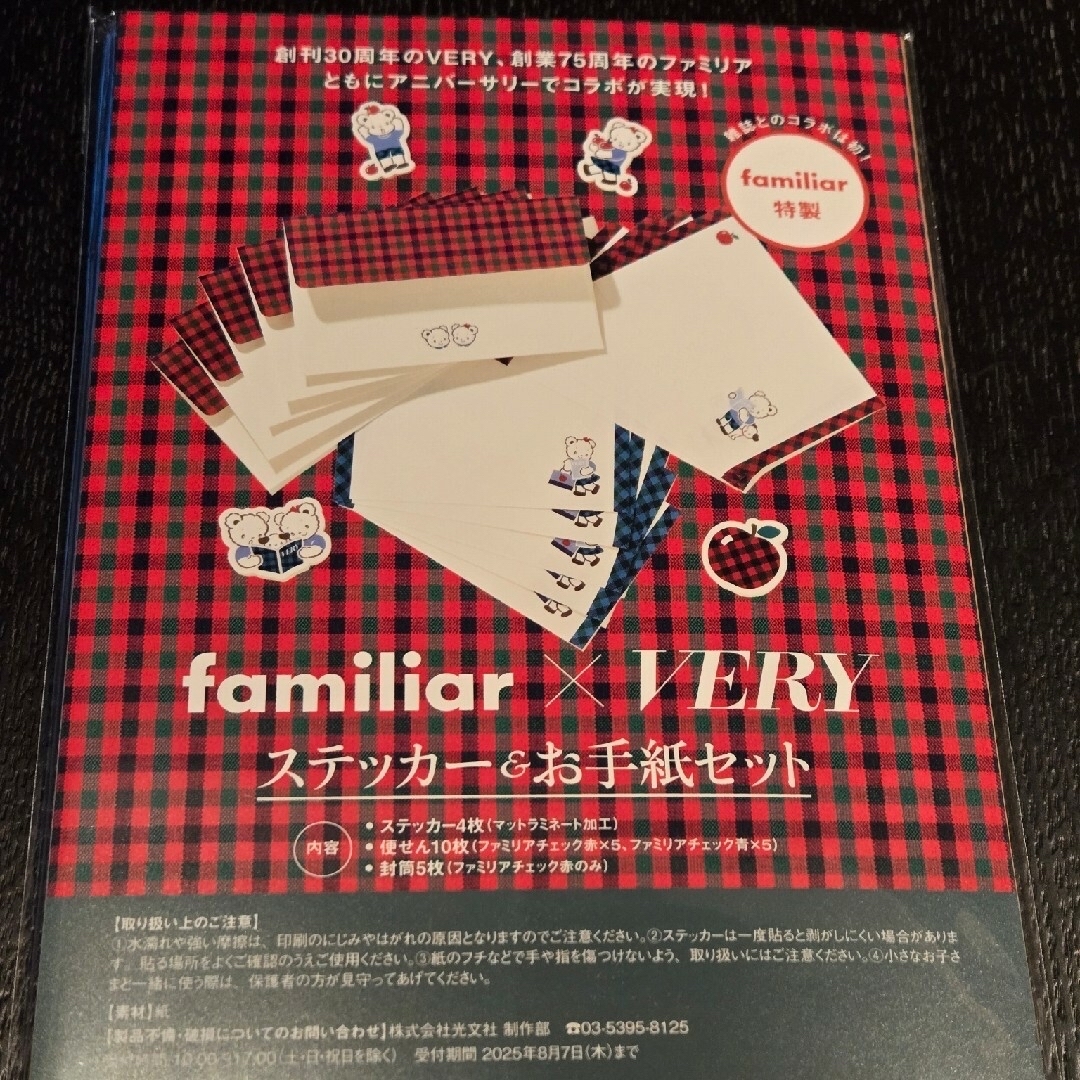 創刊30周年のVERY、創業75周年のファミリア
ともにアニバーサリーでコラボが実現！
雑誌とのコラボは初！
familiar
特製
VERY
familiar × VERY
ステッカー&お手紙セット
内容
• ステッカー4枚(マットラミネート加工)
• 便せん10枚(ファミリアチェック赤×5、ファミリアチェック青×5)
• 封筒5枚(ファミリアチェック赤のみ)
【取り扱い上のご注意】
①水濡れや強い摩擦は、印刷のにじみやはがれの原因となりますのでご注意ください。②ステッカーは一度貼ると剥がしにくい場合がありま
す。貼る場所をよくご確認のうえご使用ください。③紙のフチなどで手や指を傷つけないよう、取り扱いにはご注意ください。④小さなお子さ
まと一緒に使う際は、保護者の方が見守ってあげてください。
【素材】紙
【製品不備・破損についてのお問い合わせ】株式会社光文社 制作部 ☎03-5395-8125
受付時間 10:00~17:00(土・日・祝日を除く) 受付期間 2025年8月7日(木)まで